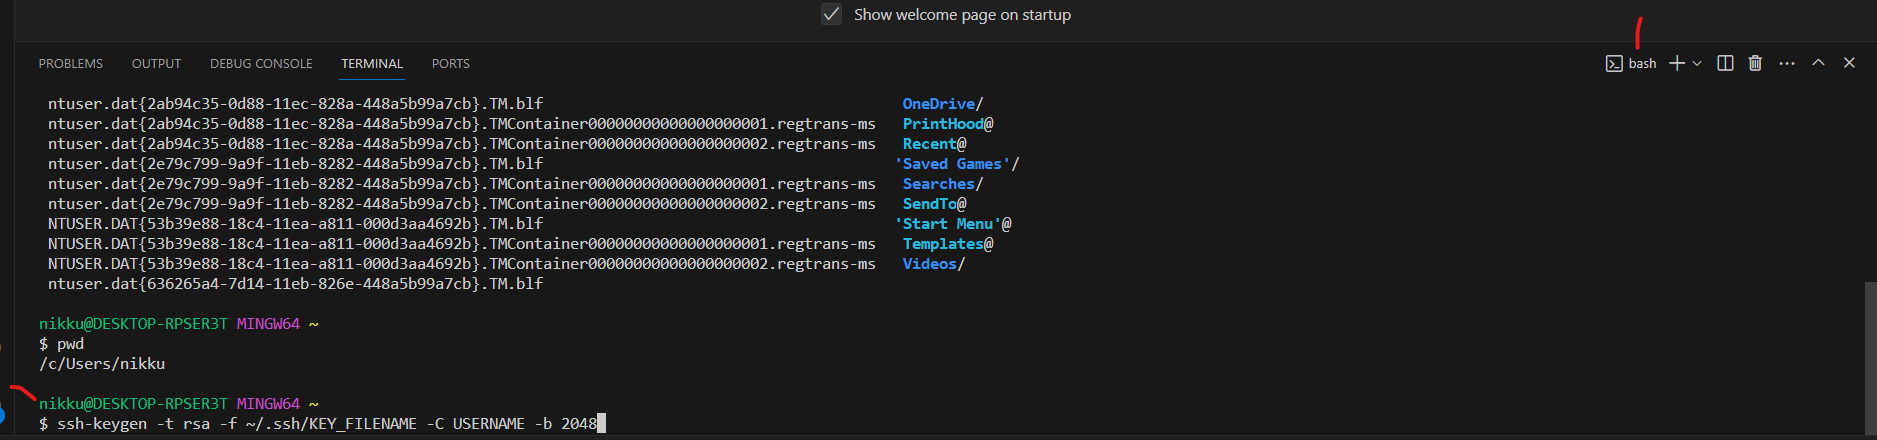 Show welcome page on startup
PROBLEMS OUTPUT DEBUG CONSOLE TERMINAL PORTS bash
ntuser.dat{2ab94c35-0d88-11ec-828a-448a5b99a7cb}.TM.blf OneDrive/
ntuser.dat{2ab94c35-0d88-11ec-828a-448a5b99a7cb}.TMContainer00000000000000000001.regtrans-ms PrintHood@
ntuser.dat{2ab94c35-0d88-11ec-828a-448a5b99a7cb}.TMContainer00000000000000000002.regtrans-ms Recent@
ntuser.dat{2e79c799-9a9f-11eb-8282-448a5b99a7cb}.TM.blf 'Saved Games'/
ntuser.dat{2e79c799-9a9f-11eb-8282-448a5b99a7cb}.TMContainer00000000000000000001.regtrans-ms Searches/
ntuser.dat{2e79c799-9a9f-11eb-8282-448a5b99a7cb}.TMContainer00000000000000000002.regtrans-ms SendTo@
NTUSER.DAT{53b39e88-18c4-11ea-a811-000d3aa4692b}.TM.blf 'Start Menu'@
NTUSER.DAT{53b39e88-18c4-11ea-a811-000d3aa4692b}.TMContainer00000000000000000001.regtrans-ms Templates@
NTUSER.DAT{53b39e88-18c4-11ea-a811-000d3aa4692b}.TMContainer00000000000000000002.regtrans-ms Videos/
ntuser.dat{636265a4-7d14-11eb-826e-448a5b99a7cb}.TM.blf
nikku@DESKTOP-RPSER3T MINGW64 ~
$ pwd
/c/Users/nikku
nikku@DESKTOP-RPSER3T MINGW64 ~
$ ssh-keygen -t rsa -f ~/.ssh/KEY_FILENAME -C USERNAME -b 2048